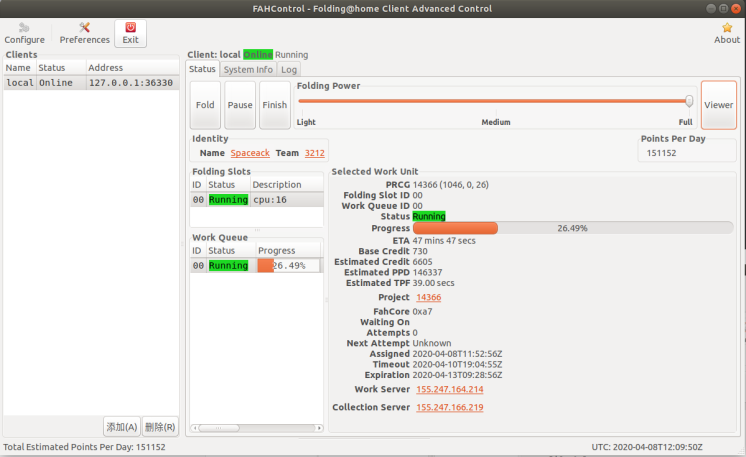 FAHControl - Folding@home Client Advanced Control
Configure Preferences Exit About
Clients
Name Status Address
local Online 127.0.0.1:36330
Client: local Online Running
Status System Info Log
Fold Pause Finish
Folding Power
Light Medium Full
Viewer
Identity
Name Spaceack Team 3212
Points Per Day
151152
Folding Slots
ID Status Description
00 Running cpu:16
Work Queue
ID Status Progress
00 Running 26.49%
Selected Work Unit
PRCG 14366 (1046, 0, 26)
Folding Slot ID 00
Work Queue ID 00
Status Running
Progress 26.49%
ETA 47 mins 47 secs
Base Credit 730
Estimated Credit 6605
Estimated PPD 146337
Estimated TPF 39.00 secs
Project 14366
FahCore 0xa7
Waiting On
Attempts 0
Next Attempt Unknown
Assigned 2020-04-08T11:52:56Z
Timeout 2020-04-10T19:04:55Z
Expiration 2020-04-13T09:28:56Z
Work Server 155.247.164.214
Collection Server 155.247.166.219
添加(A) 删除(R)
Total Estimated Points Per Day: 151152
UTC: 2020-04-08T12:09:50Z